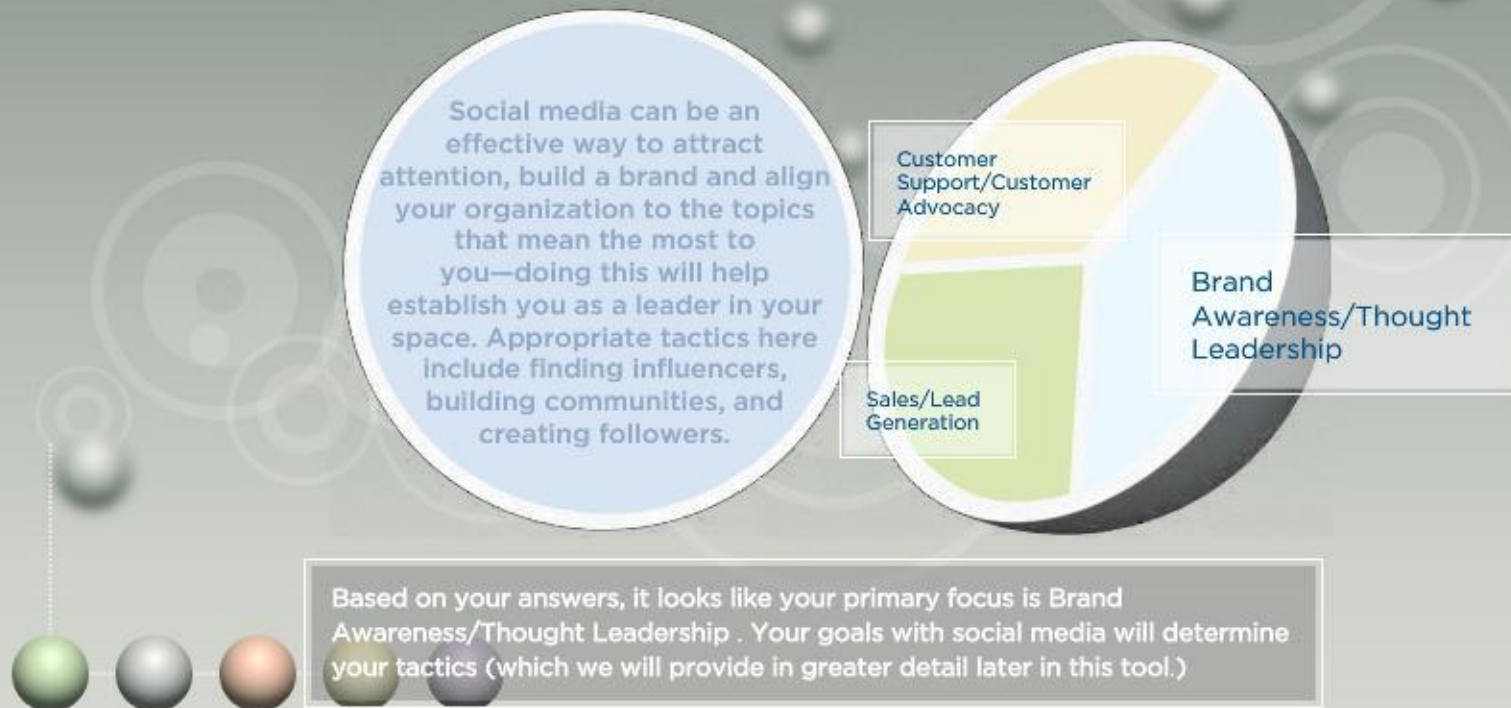 Social media can be an
effective way to attract
attention, build a brand and align
your organization to the topics
that mean the most to
you—doing this will help
establish you as a leader in your
space. Appropriate tactics here
include finding influencers,
building communities, and
creating followers.
Customer
Support/Customer
Advocacy
Brand
Awareness/Thought
Leadership
Sales/Lead
Generation
Based on your answers, it looks like your primary focus is Brand
Awareness/Thought Leadership . Your goals with social media will determine
your tactics (which we will provide in greater detail later in this tool.)